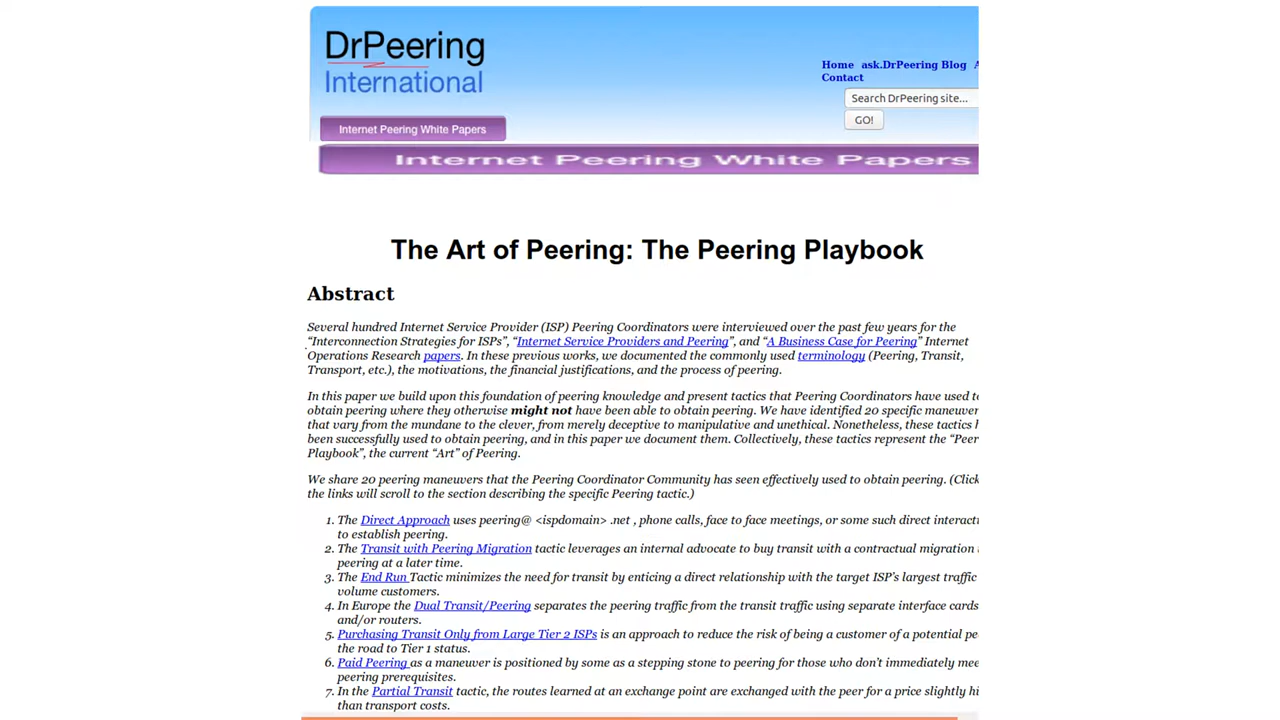 DrPeering
International
Home ask.DrPeering Blog
Contact
Search DrPeering site...
GO!
Internet Peering White Papers
Internet Peering White Papers
The Art of Peering: The Peering Playbook
Abstract
Several hundred Internet Service Provider (ISP) Peering Coordinators were interviewed over the past few years for the
“Interconnection Strategies for ISPs”, “Internet Service Providers and Peering”, and “A Business Case for Peering” Internet
Operations Research papers. In these previous works, we documented the commonly used terminology (Peering, Transit,
Transport, etc.), the motivations, the financial justifications, and the process of peering.
In this paper we build upon this foundation of peering knowledge and present tactics that Peering Coordinators have used to
obtain peering where they otherwise might not have been able to obtain peering. We have identified 20 specific maneuver
that vary from the mundane to the clever, from merely deceptive to manipulative and unethical. Nonetheless, these tactics h
been successfully used to obtain peering, and in this paper we document them. Collectively, these tactics represent the “Peer
Playbook”, the current “Art” of Peering.
We share 20 peering maneuvers that the Peering Coordinator Community has seen effectively used to obtain peering. (Click
the links will scroll to the section describing the specific Peering tactic.)
1. The Direct Approach uses peering@ <ispdomain> .net , phone calls, face to face meetings, or some such direct interacti
to establish peering.
2. The Transit with Peering Migration tactic leverages an internal advocate to buy transit with a contractual migration
peering at a later time.
3. The End Run Tactic minimizes the need for transit by enticing a direct relationship with the target ISP’s largest traffic
volume customers.
4. In Europe the Dual Transit/Peering separates the peering traffic from the transit traffic using separate interface cards
and/or routers.
5. Purchasing Transit Only from Large Tier 2 ISPs is an approach to reduce the risk of being a customer of a potential pe
the road to Tier 1 status.
6. Paid Peering as a maneuver is positioned by some as a stepping stone to peering for those who don’t immediately mee
peering prerequisites.
7. In the Partial Transit tactic, the routes learned at an exchange point are exchanged with the peer for a price slightly hi
than transport costs.